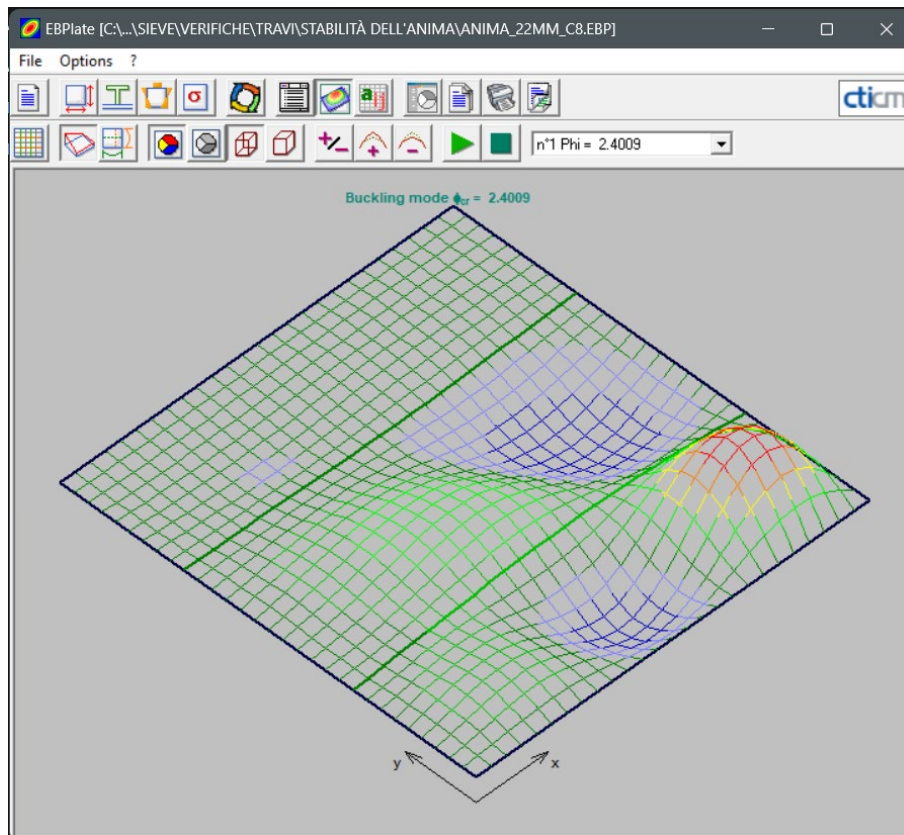 EBPlate [C:\...\SIEVE\VERIFICHE\TRAVI\STABILITÀ DELL'ANIMA\ANIMA_22MM_C8.EBP]
File Options ?
σ
cticm
n°1 Phi = 2.4009
Buckling mode ϕcr = 2.4009
y
x